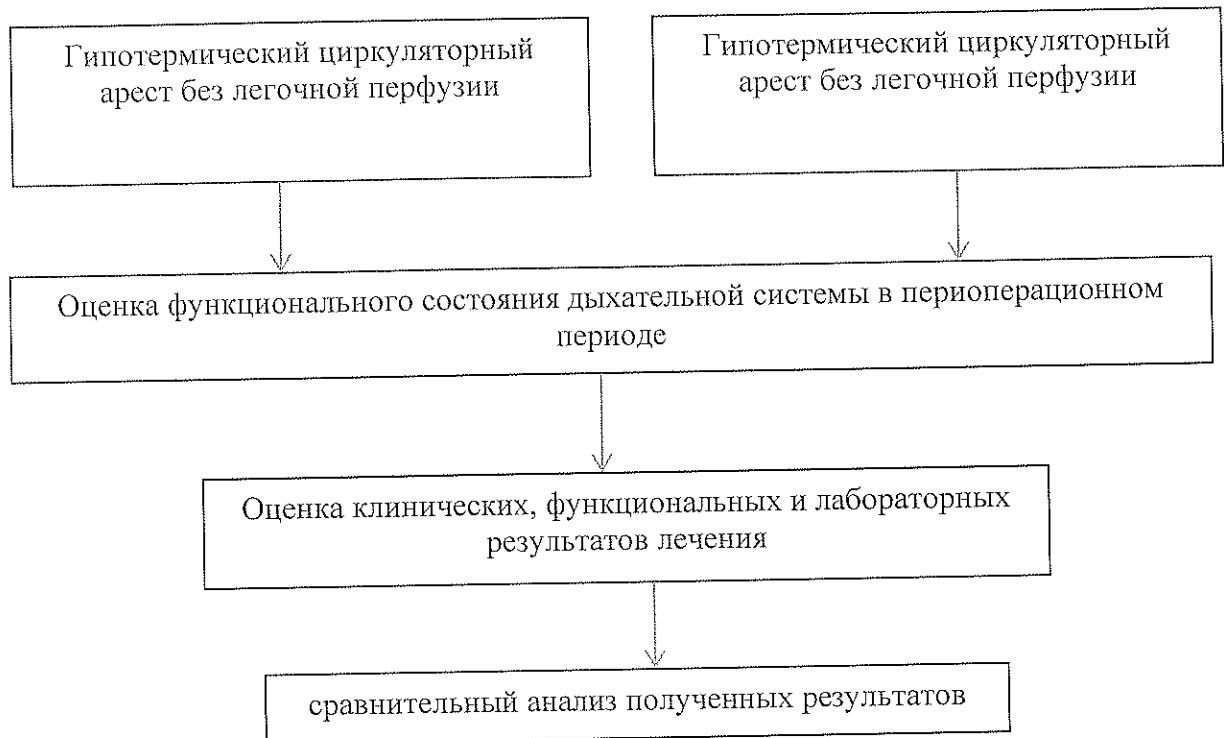 Гипотермический циркуляторный
арест без легочной перфузии
Гипотермический циркуляторный
арест без легочной перфузии
Оценка функционального состояния дыхательной системы в периоперационном
периоде
Оценка клинических, функциональных и лабораторных
результатов лечения
сравнительный анализ полученных результатов